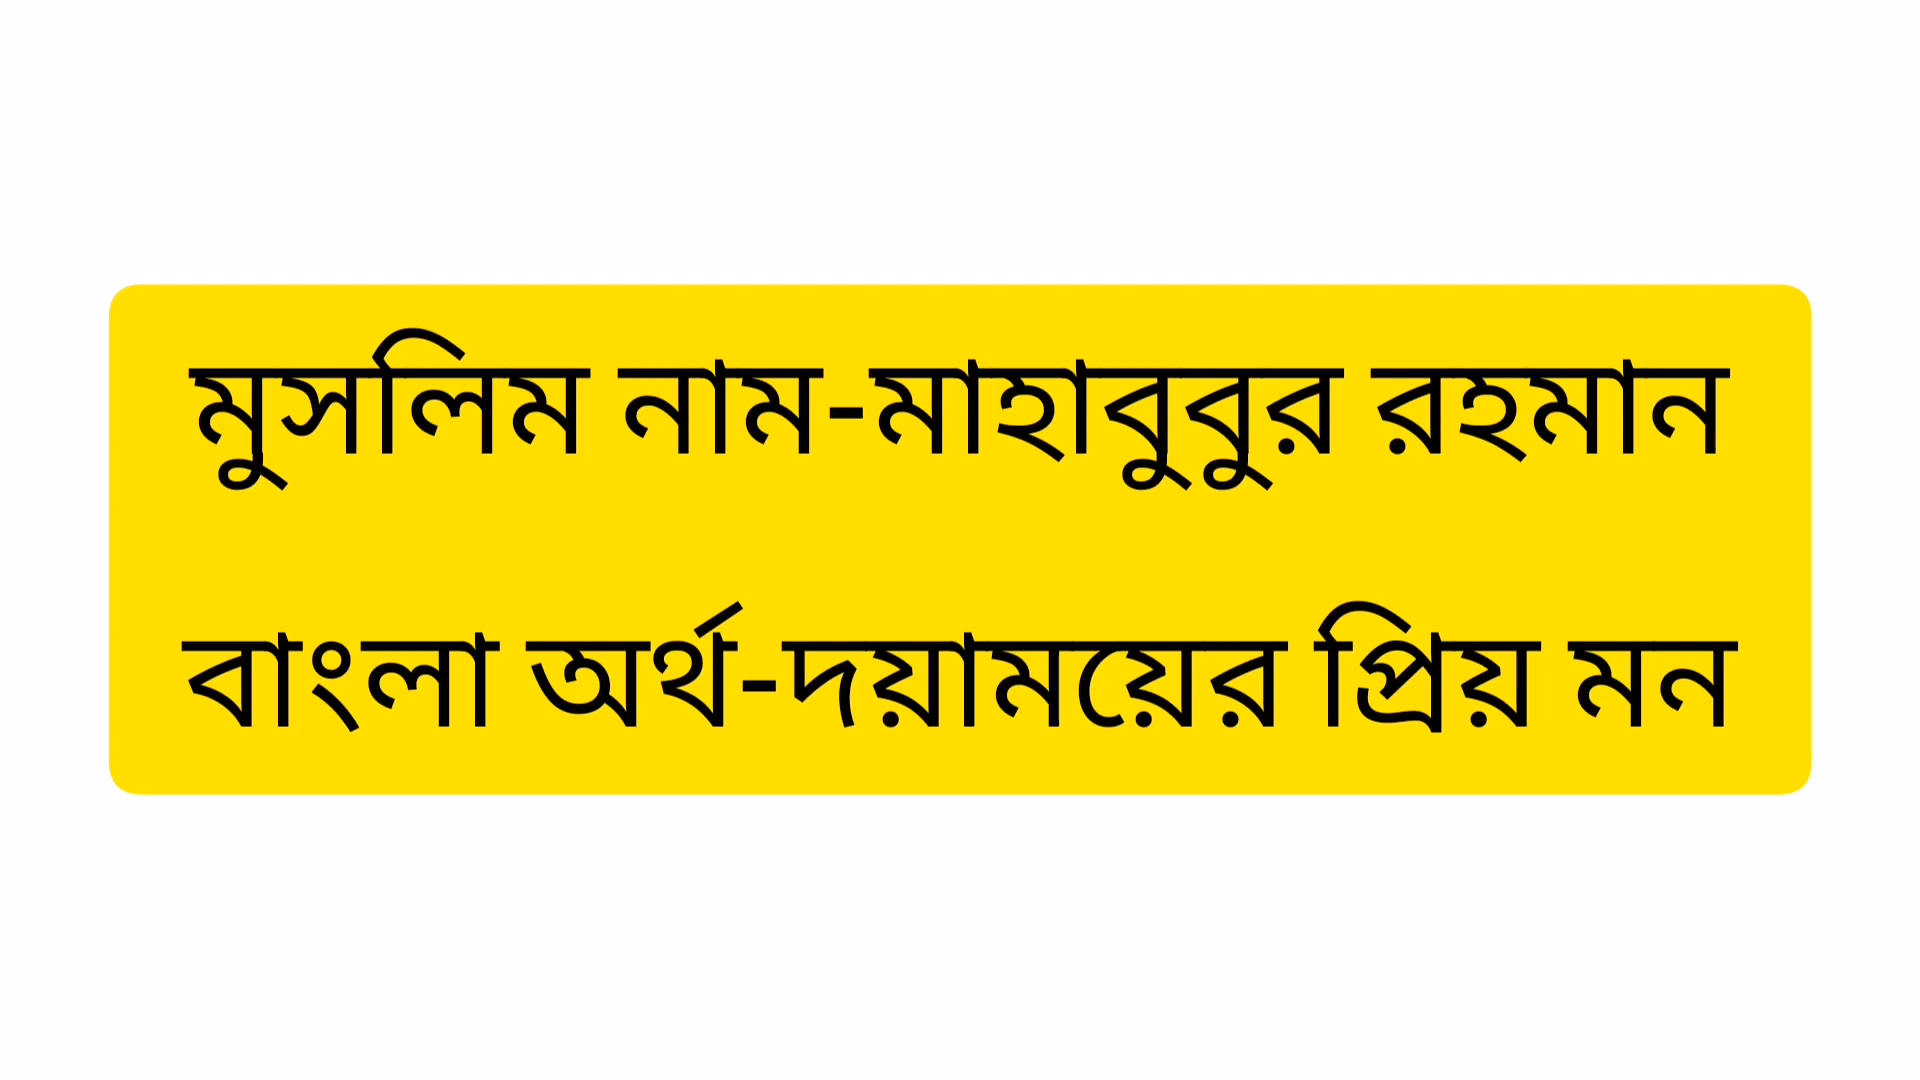 মুসলিম নাম-মাহাবুবুর রহমান
বাংলা অর্থ-দয়াময়ের প্রিয় মন